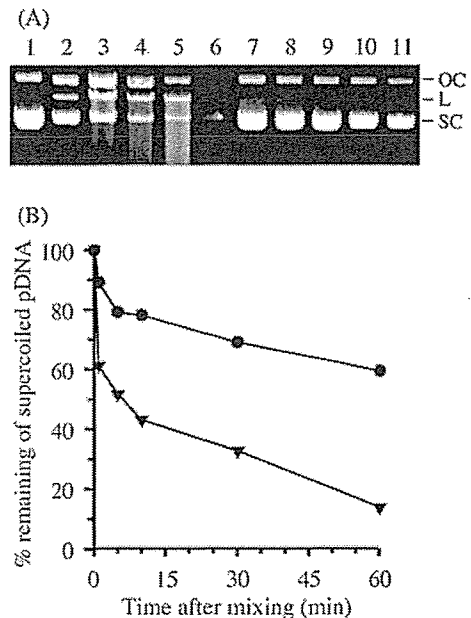 (A)
1 2 3 4 5 6 7 8 9 10 11
OC
L
SC
(B)
% remaining of supercoiled pDNA
100
80
60
40
20
0
0 15 30 45 60
Time after mixing (min)